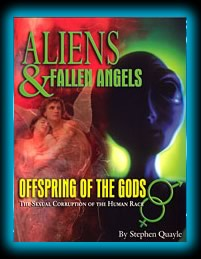 ALIENS
& FALLEN ANGELS
OFFSPRING OF THE GODS
THE SEXUAL CORRUPTION OF THE HUMAN RACE
By Stephen Quayle